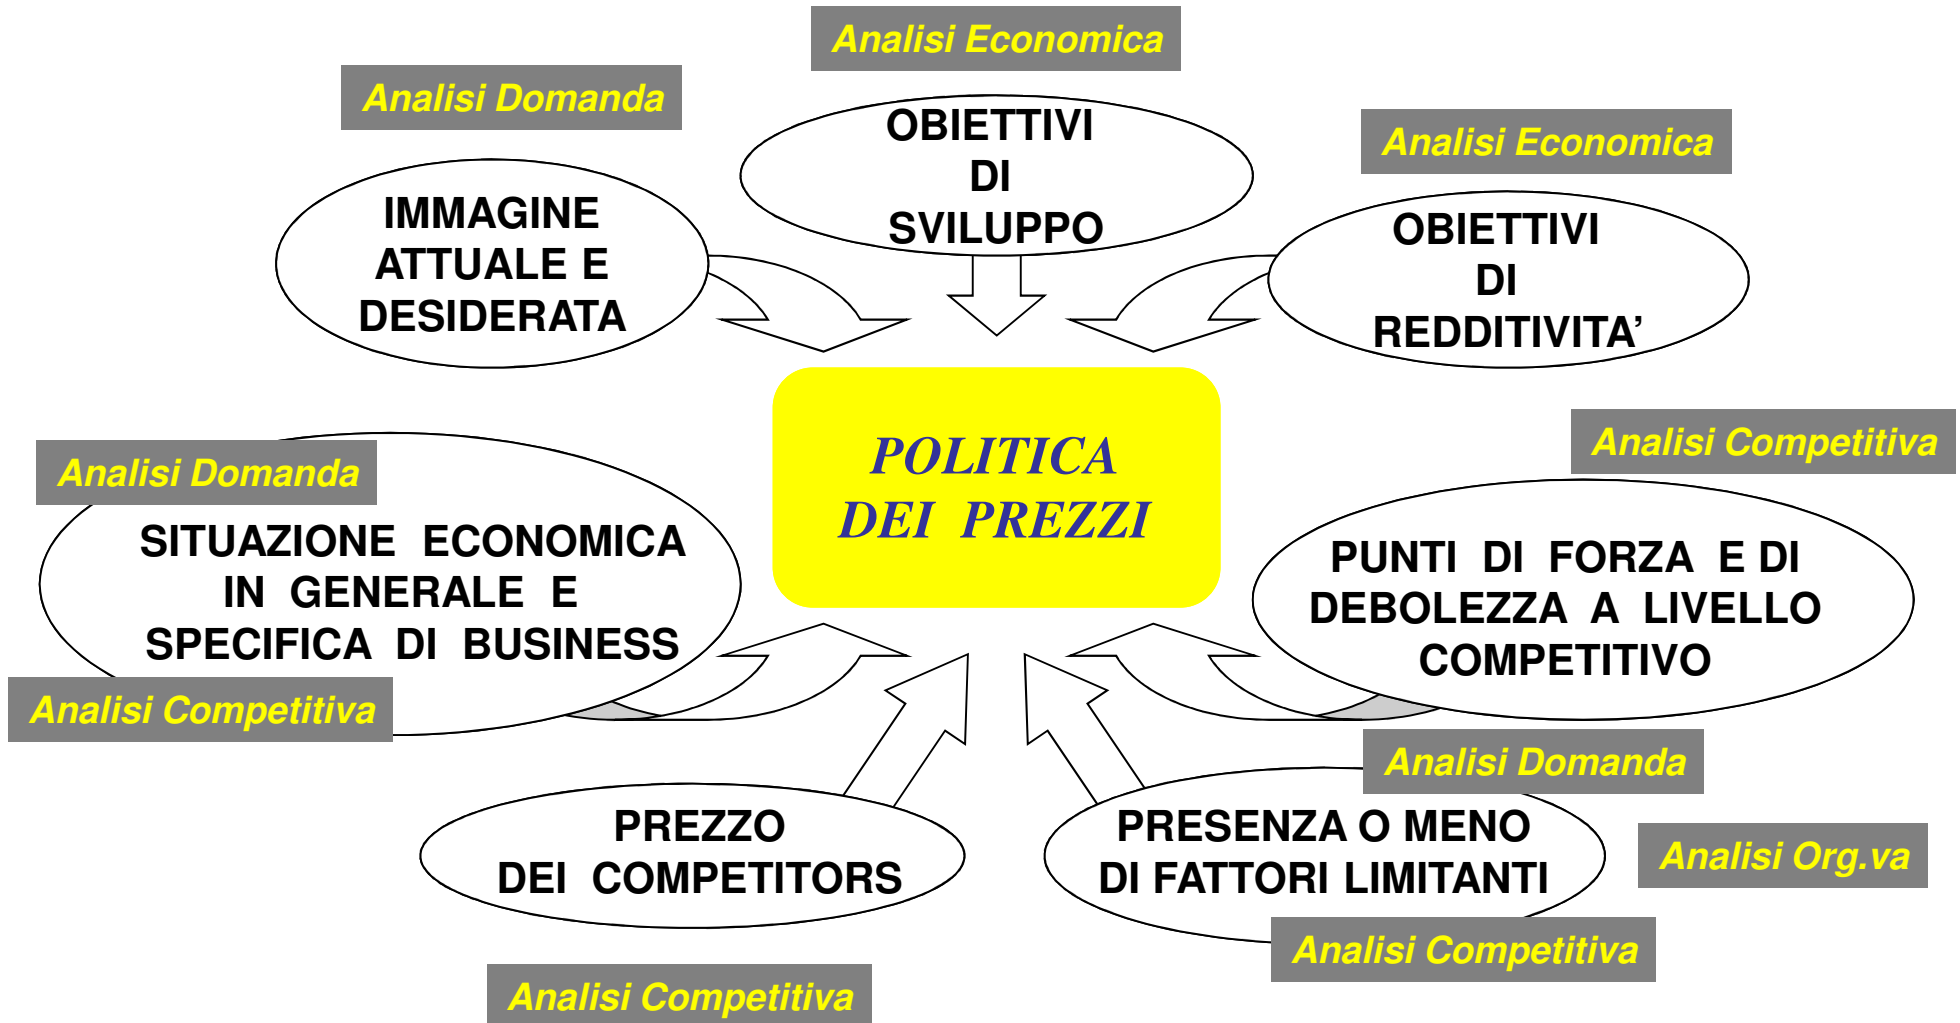 Analisi Economica
Analisi Domanda
OBIETTIVI
DI
SVILUPPO
Analisi Economica
IMMAGINE
ATTUALE E
DESIDERATA
OBIETTIVI
DI
REDDITIVITA’
POLITICA
DEI PREZZI
Analisi Domanda
SITUAZIONE ECONOMICA
IN GENERALE E
SPECIFICA DI BUSINESS
Analisi Competitiva
Analisi Competitiva
PUNTI DI FORZA E DI
DEBOLEZZA A LIVELLO
COMPETITIVO
PREZZO
DEI COMPETITORS
Analisi Competitiva
Analisi Domanda
PRESENZA O MENO
DI FATTORI LIMITANTI
Analisi Org.va
Analisi Competitiva